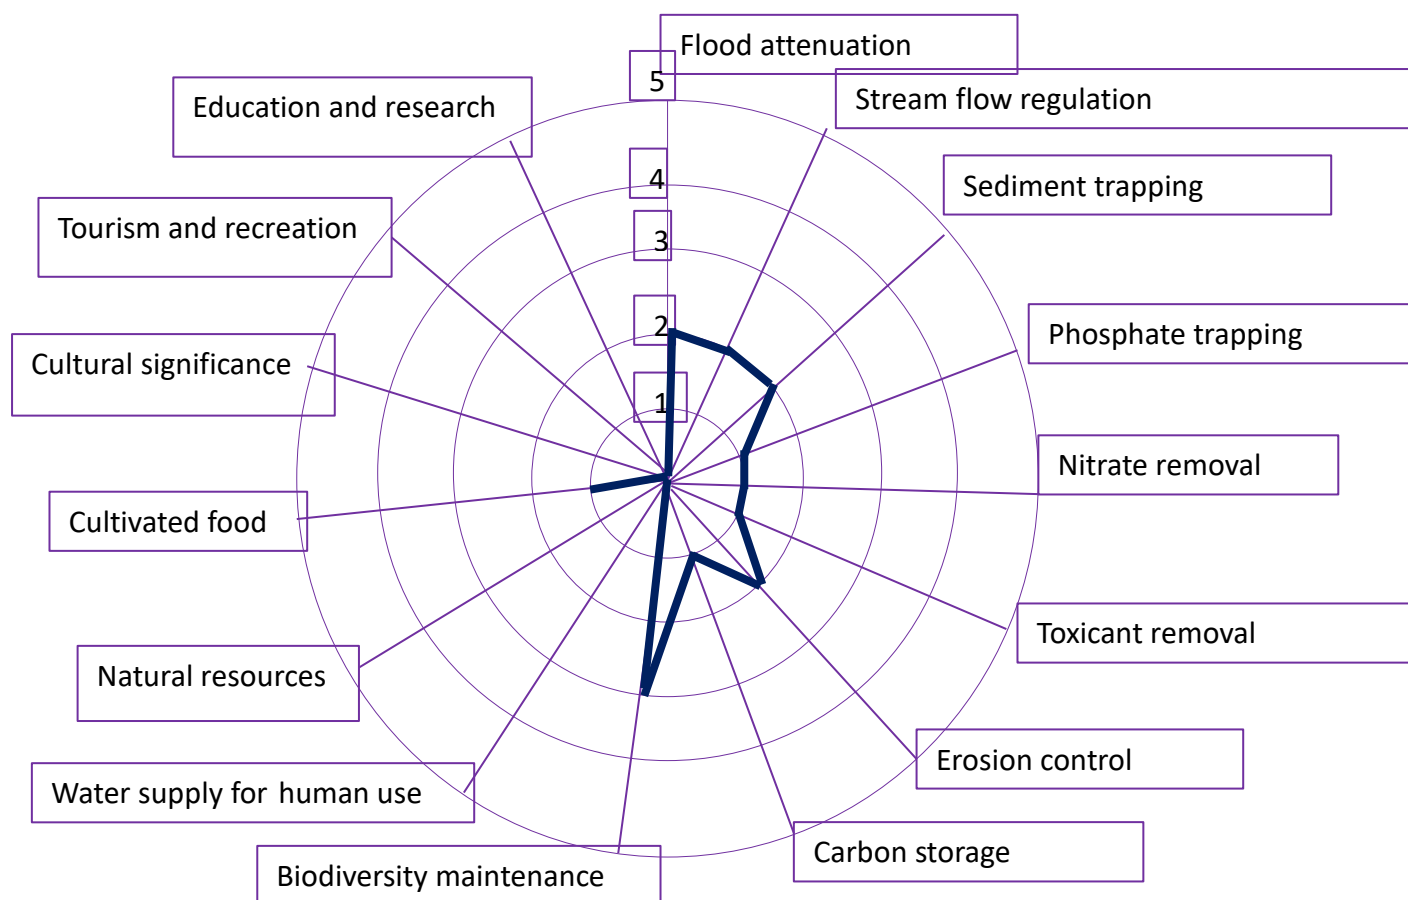 Flood attenuation
5
Education and research
Stream flow regulation
4
Sediment trapping
Tourism and recreation
3
2
Phosphate trapping
Cultural significance
1
Nitrate removal
Cultivated food
Toxicant removal
Natural resources
Erosion control
Water supply for human use
Carbon storage
Biodiversity maintenance